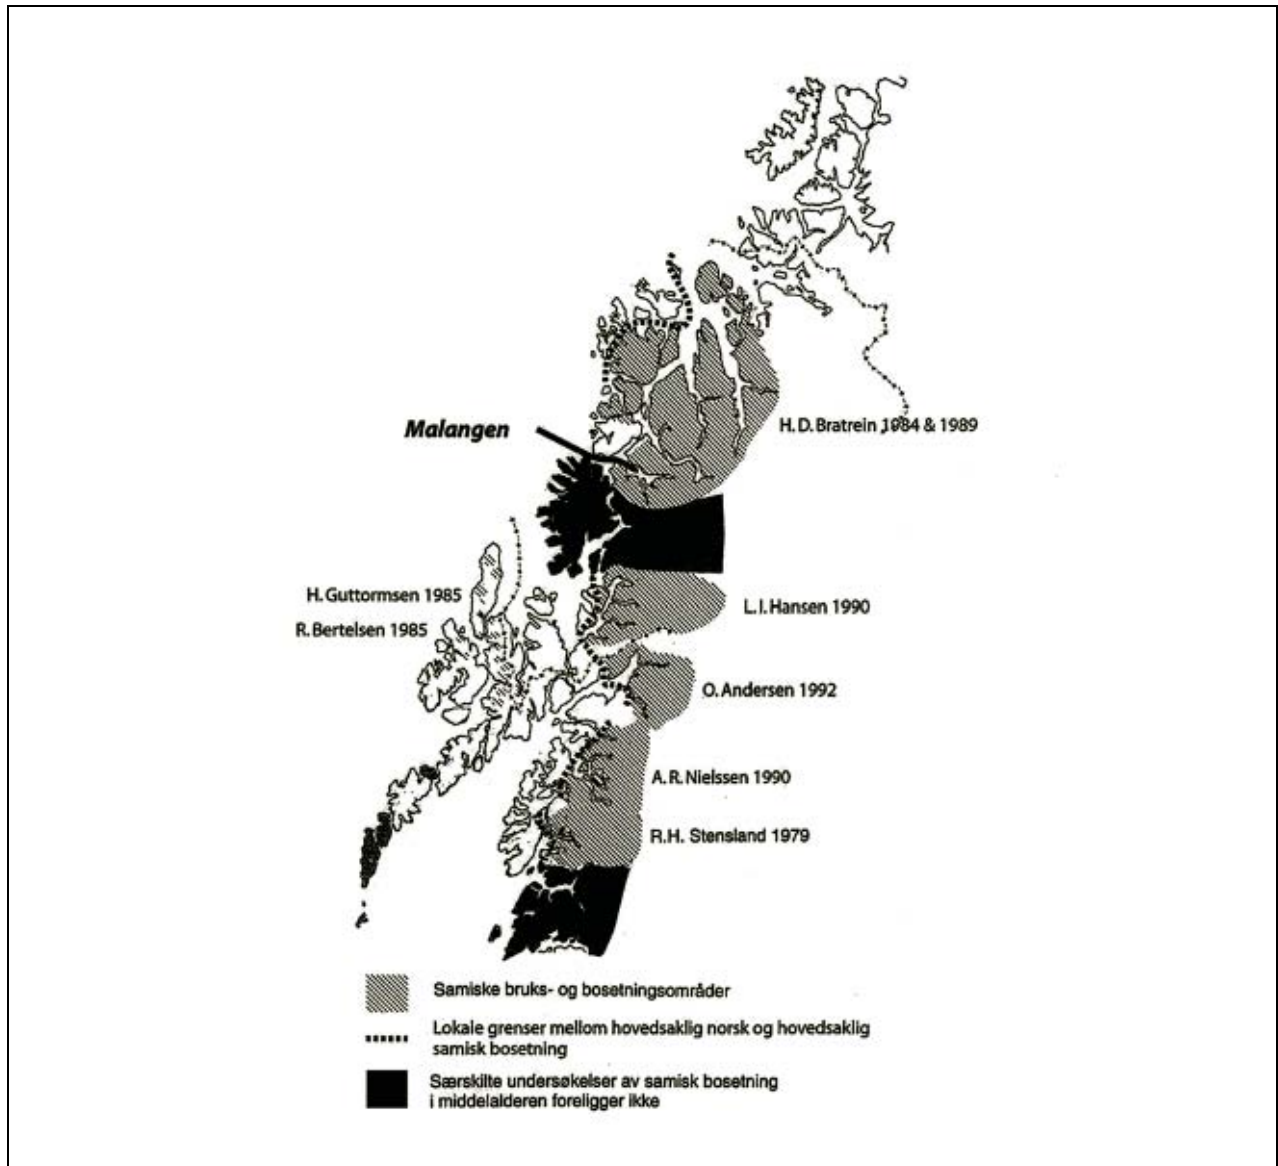 Malangen
H. D. Bratrein 1984 & 1989
H. Guttormsen 1985
R. Bertelsen 1985
L. I. Hansen 1990
O. Andersen 1992
A. R. Nielssen 1990
R.H. Stensland 1979
Samiske bruks- og bosetningsområder
Lokale grenser mellom hovedsaklig norsk og hovedsaklig
samisk bosetning
Særskilte undersøkelser av samisk bosetning
i middelalderen foreligger ikke